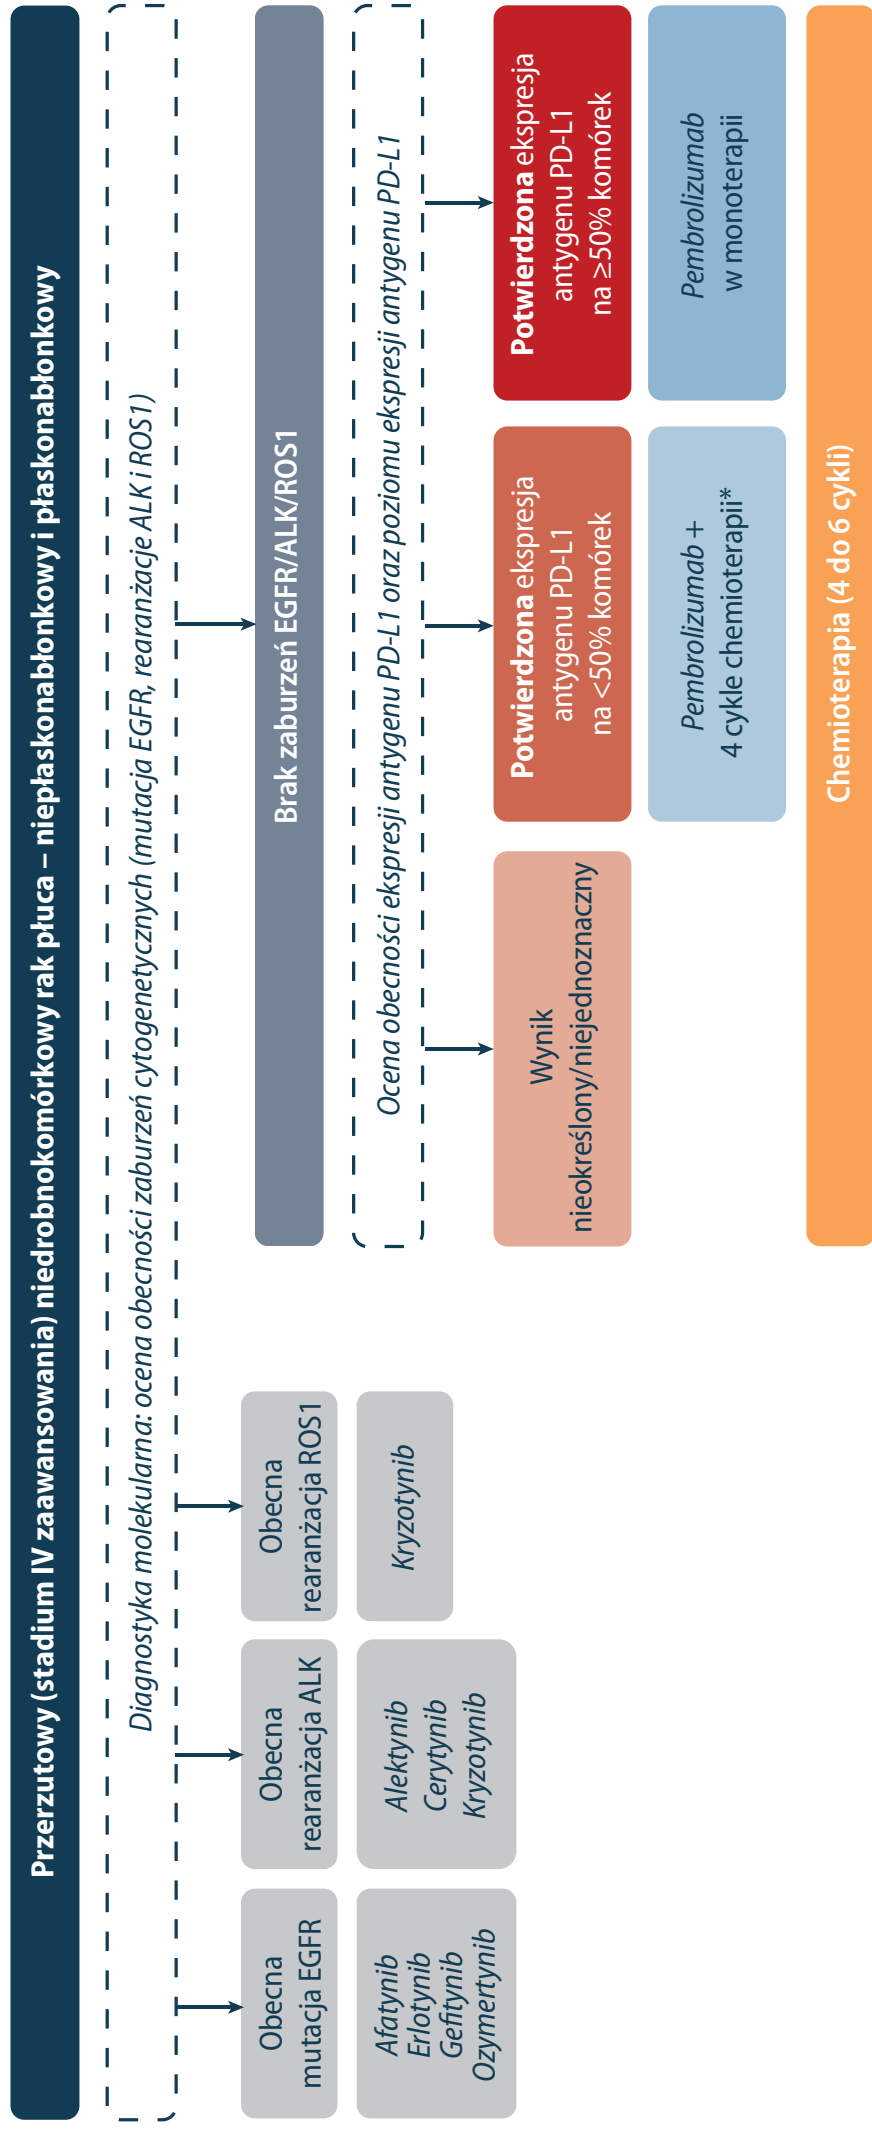 Przerzutowy (stadium IV zaawansowania) niedrobnokomórkowy rak płuca – niepłaskonabłonkowy i płaskonabłonkowy
Diagnostyka molekularna: ocena obecności zaburzeń cytogenetycznych (mutacja EGFR, rearanżacje ALK i ROS1)
Obecna
mutacja EGFR
Afatynib
Erlotynib
Gefitynib
Ozymertynib
Obecna
rearanżacja ALK
Alektynib
Cerytynib
Kryzotynib
Obecna
rearanżacja ROS1
Kryzotynib
Brak zaburzeń EGFR/ALK/ROS1
Ocena obecności ekspresji antygenu PD-L1 oraz poziomu ekspresji antygenu PD-L1
Wynik
nieokreślony/niejednoznaczny
Potwierdzona ekspresja
antygenu PD-L1
na <50% komórek
Pembrolizumab +
4 cykle chemioterapii*
Potwierdzona ekspresja
antygenu PD-L1
na ≥50% komórek
Pembrolizumab
w monoterapii
Chemioterapia (4 do 6 cykli)